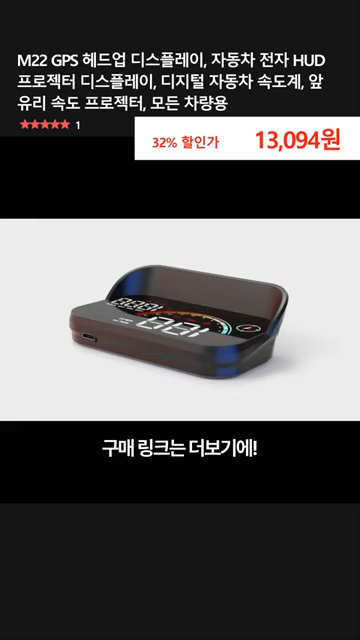 M22 GPS 헤드업 디스플레이, 자동차 전자 HUD
프로젝터 디스플레이, 디지털 자동차 속도계, 앞
유리 속도 프로젝터, 모든 차량용
★★★★★ 1
32% 할인가 13,094원
구매 링크는 더보기에!